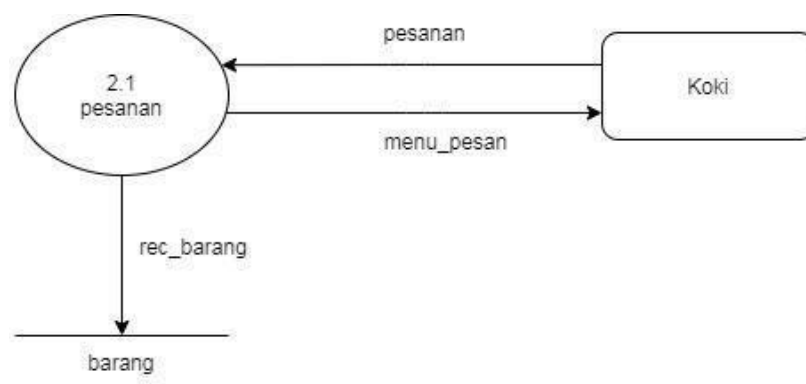 pesanan
2.1
pesanan
Koki
menu_pesan
rec_barang
barang